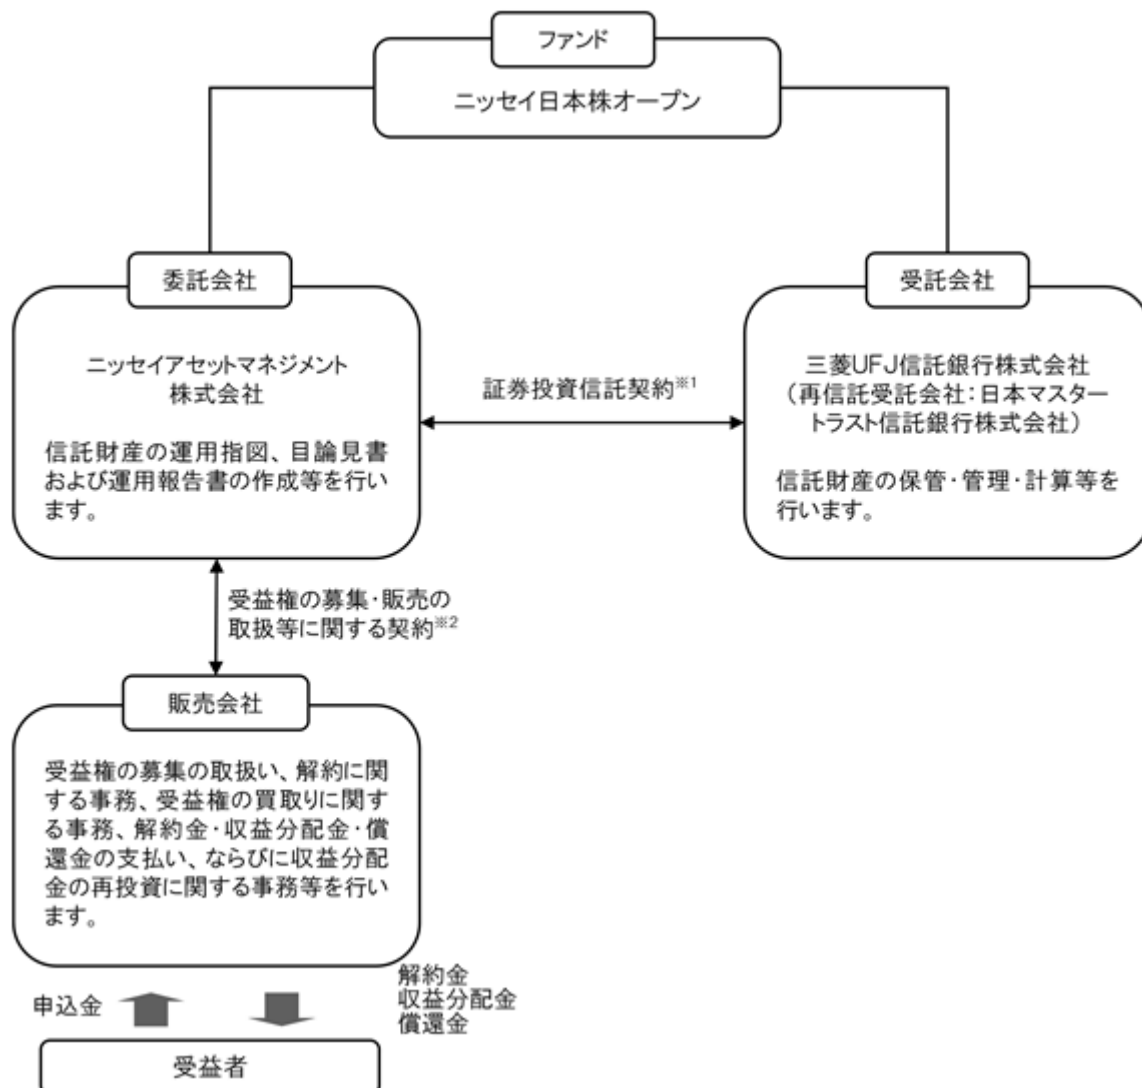 ファンド
ニッセイ日本株オープン
委託会社
ニッセイアセットマネジメント
株式会社
信託財産の運用指図、目論見書
および運用報告書の作成等を行い
ます。
証券投資信託契約※1
受託会社
三菱UFJ信託銀行株式会社
（再信託受託会社：日本マスター
トラスト信託銀行株式会社）
信託財産の保管・管理・計算等を
行います。
受益権の募集・販売の
取扱等に関する契約※2
販売会社
受益権の募集の取扱い、解約に関
する事務、受益権の買取りに関す
る事務、解約金・収益分配金・償
還金の支払い、ならびに収益分配
金の再投資に関する事務等を行い
ます。
申込金
解約金
収益分配金
償還金
受益者